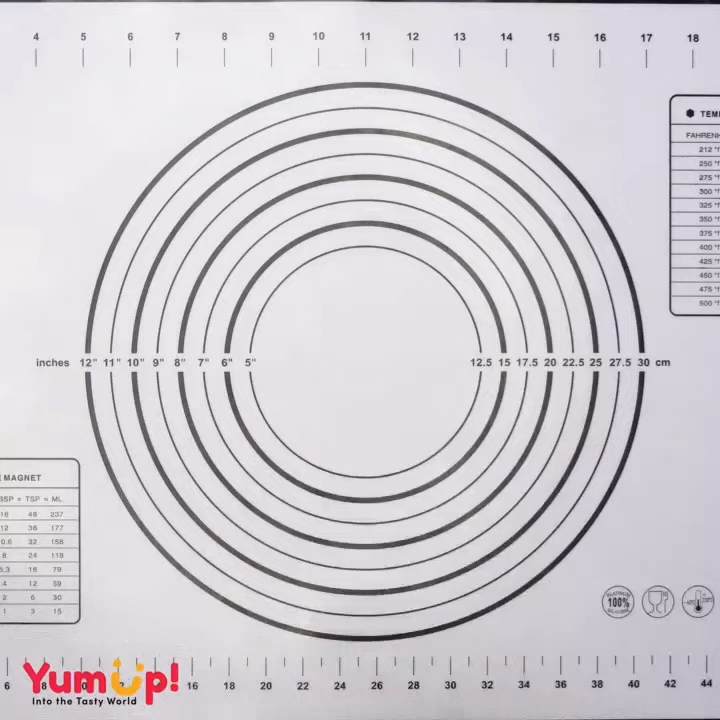 4 5 6 7 8 9 10 11 12 13 14 15 16 17 18
TEM
FAHRENH
212 °F
250 °F
275 °F
300 °F
325 °F
350 °F
375 °F
400 °F
425 °F
450 °F
475 °F
500 °F
inches 12" 11" 10" 9" 8" 7" 6" 5" 12.5 15 17.5 20 22.5 25 27.5 30 cm
MAGNET
BSP = TSP = ML
16 48 237
12 36 177
0.6 32 158
8 24 118
5.3 16 79
4 12 59
2 6 30
1 3 15
100%
6 10 14 16 18 20 22 24 26 28 30 32 34 36 38 40 42 44
YumUp!
Into the Tasty World